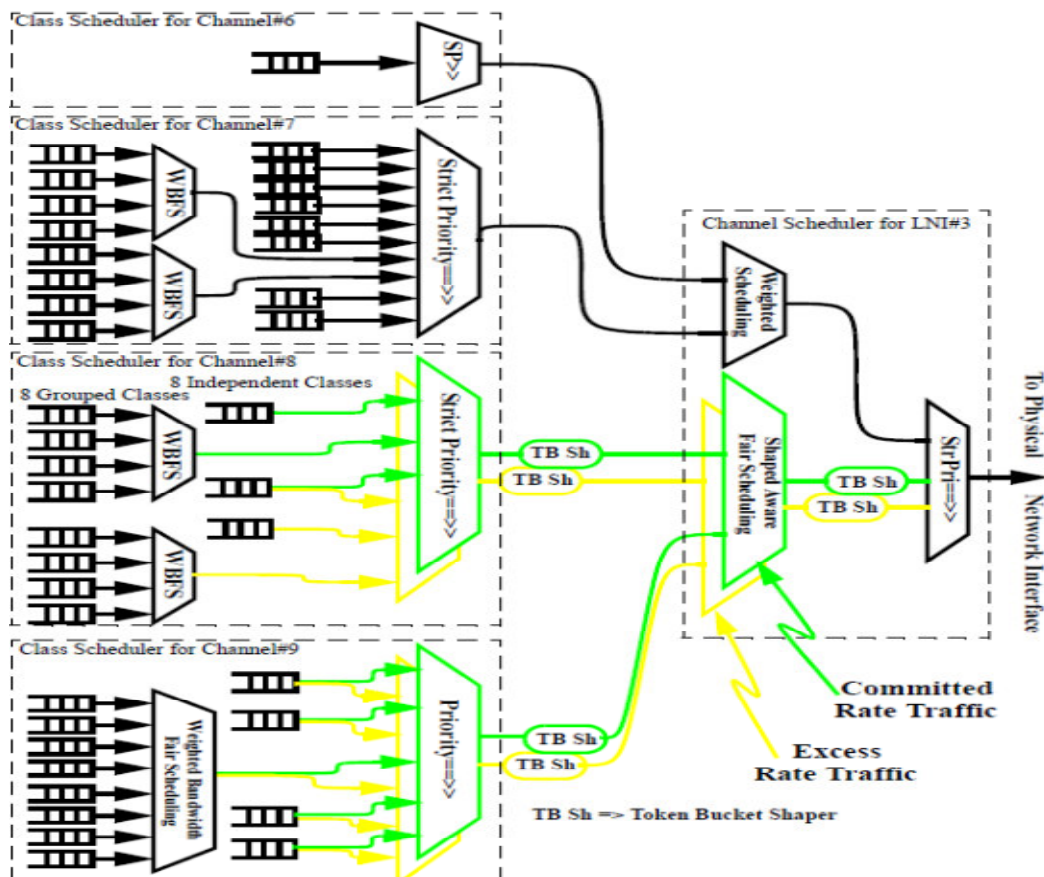 Class Scheduler for Channel#6
SP>>
Class Scheduler for Channel#7
WBFS
WBFS
Strict Priority==>>
Channel Scheduler for LNI#3
Weighted
Scheduling
Class Scheduler for Channel#8
8 Independent Classes
8 Grouped Classes
WBFS
WBFS
Strict Priority==>>
TB Sh
TB Sh
Shaped Aware
Fair Scheduling
TB Sh
TB Sh
StrPri==>>
To Physical
Network Interface
Class Scheduler for Channel#9
Weighted Bandwidth
Fair Scheduling
Priority==>>
TB Sh
TB Sh
Committed
Rate Traffic
Excess
Rate Traffic
TB Sh => Token Bucket Shaper